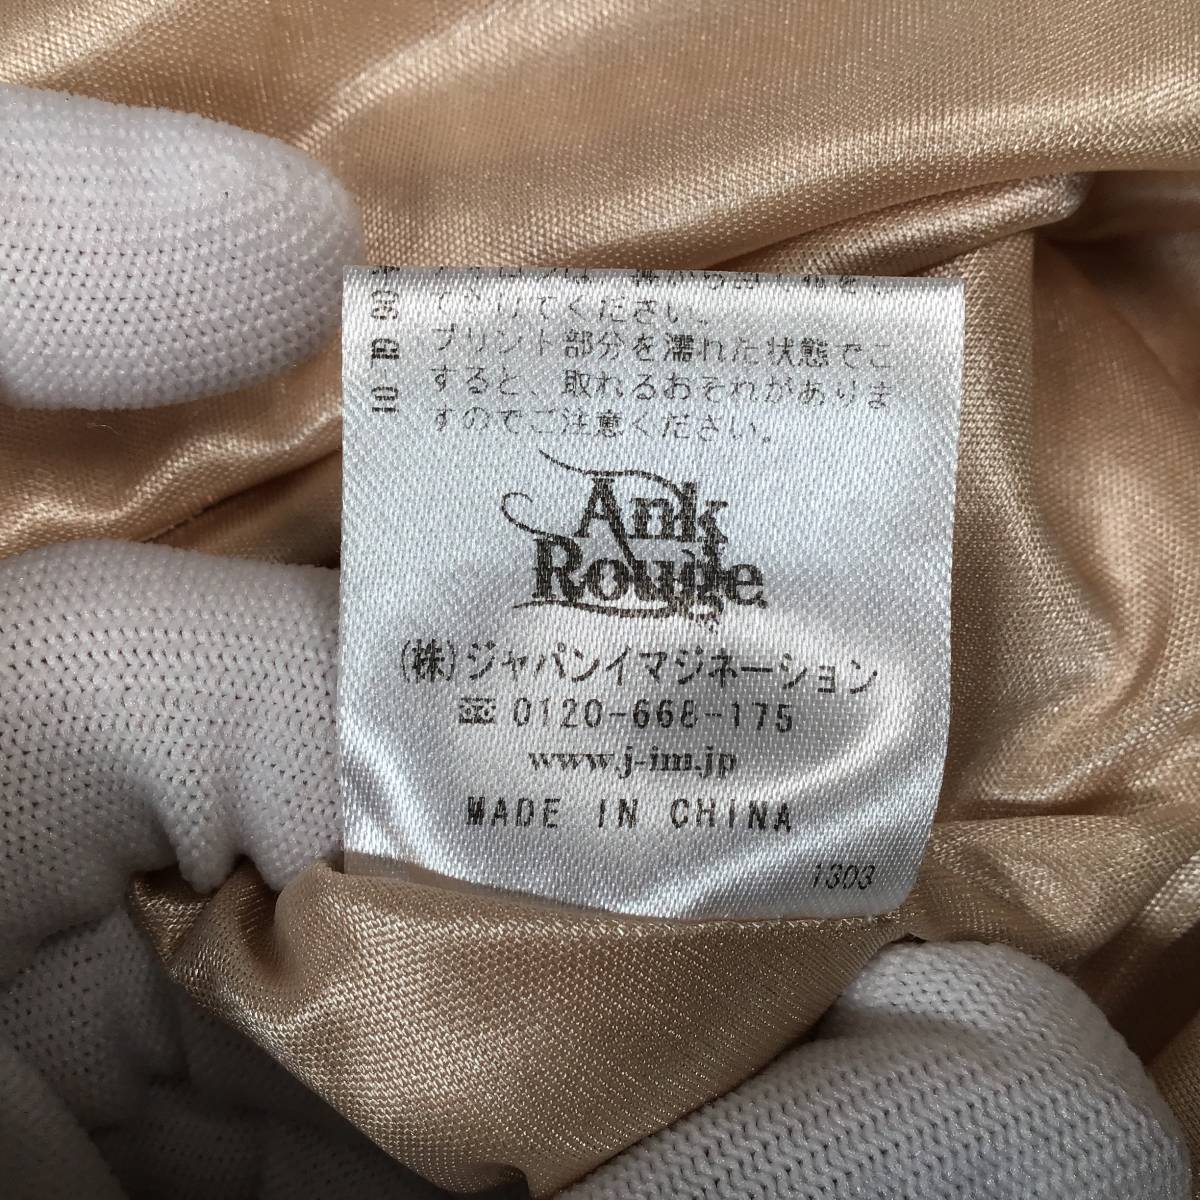 てかけてください。
プリント部分を濡れた状態でこ
すると、取れるおそれがありま
すのでご注意ください。
Ank
Rouge
(株)ジャパンイマジネーション
0120-668-175
www.j-im.jp
MADE IN CHINA
1303